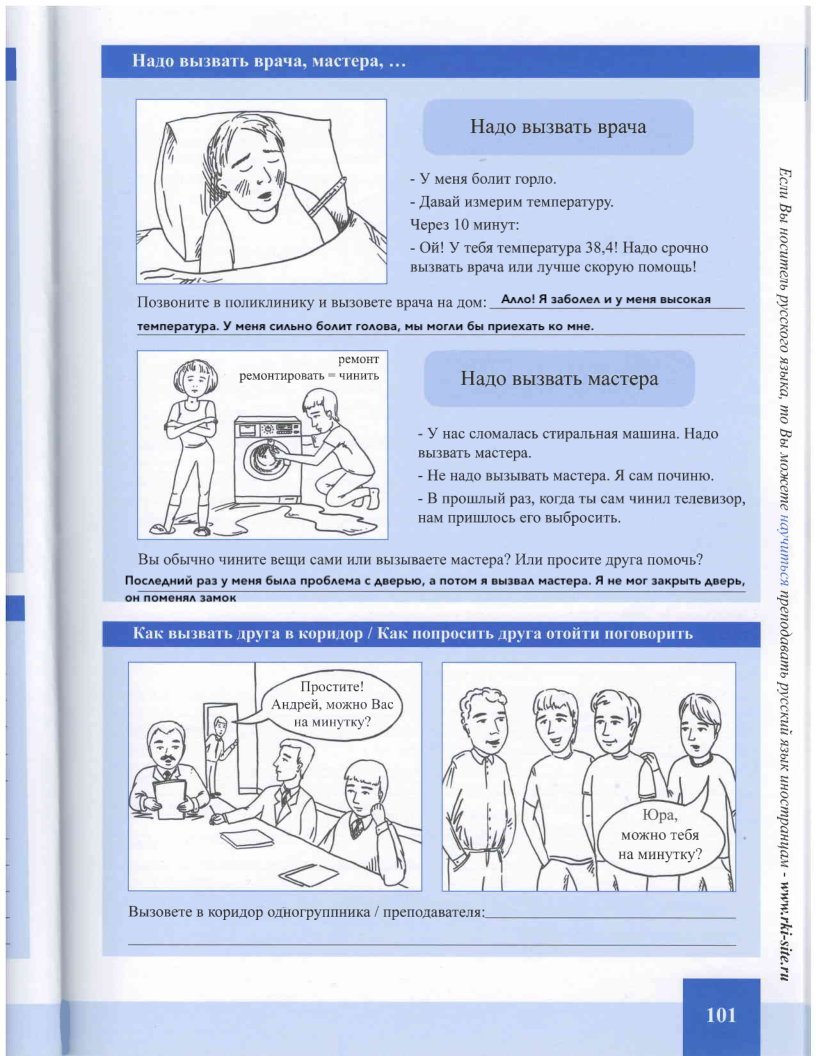 Надо вызвать врача, мастера, …
Надо вызвать врача
- У меня болит горло.
- Давай измерим температуру.
Через 10 минут:
- Ой! У тебя температура 38,4! Надо срочно
вызвать врача или лучше скорую помощь!
Позвоните в поликлинику и вызовете врача на дом: Алло! Я заболел и у меня высокая
температура. У меня сильно болит голова, мы могли бы приехать ко мне.
ремонт
ремонтировать = чинить
Надо вызвать мастера
- У нас сломалась стиральная машина. Надо
вызвать мастера.
- Не надо вызывать мастера. Я сам починю.
- В прошлый раз, когда ты сам чинил телевизор,
нам пришлось его выбросить.
Вы обычно чините вещи сами или вызываете мастера? Или просите друга помочь?
Последний раз у меня была проблема с дверью, а потом я вызвал мастера. Я не мог закрыть дверь,
он поменял замок
Как вызвать друга в коридор / Как попросить друга отойти поговорить
Простите!
Андрей, можно Вас
на минутку?
Юра,
можно тебя
на минутку?
Вызовете в коридор одногруппника / преподавателя:
101
Если Вы носитель русского языка, то Вы можете научиться преподавать русский язык иностранцам - www.rki-site.ru